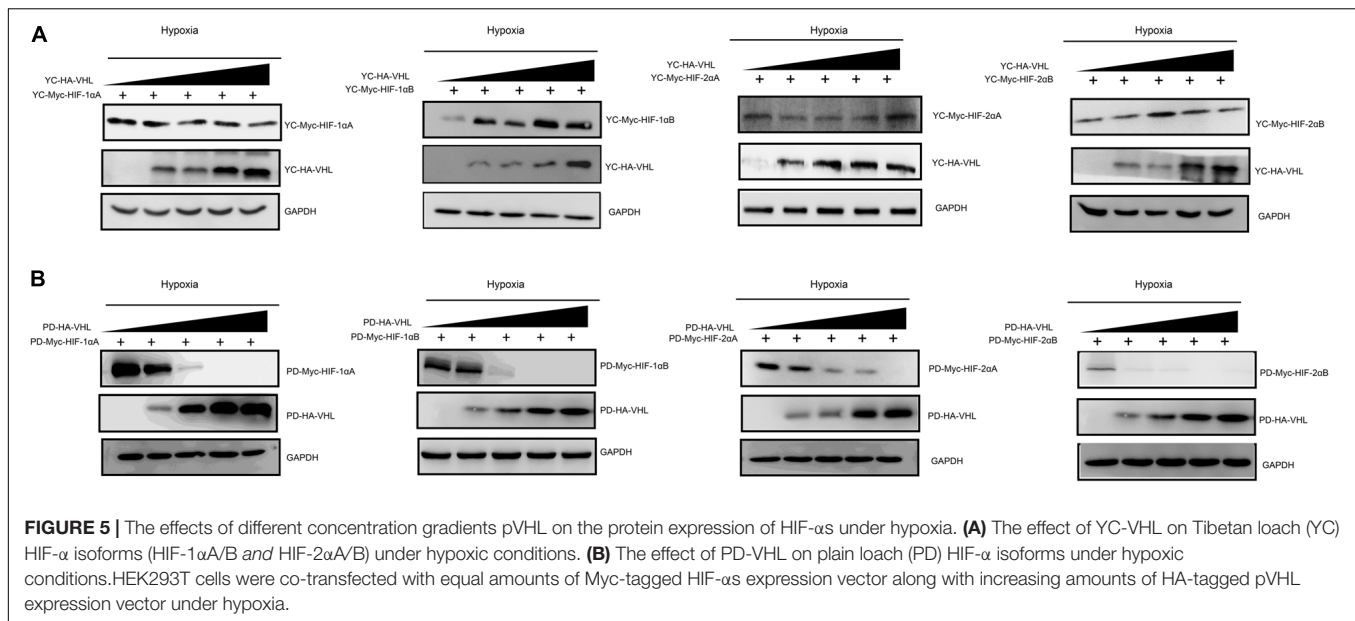 A
Hypoxia
YC-HA-VHL
YC-Myc-HIF-1αA + + + + +
YC-Myc-HIF-1αA
YC-HA-VHL
GAPDH
Hypoxia
YC-HA-VHL
YC-Myc-HIF-1αB + + + + +
YC-Myc-HIF-1αB
YC-HA-VHL
GAPDH
Hypoxia
YC-HA-VHL
YC-Myc-HIF-2αA + + + + +
YC-Myc-HIF-2αA
YC-HA-VHL
GAPDH
Hypoxia
YC-HA-VHL
YC-Myc-HIF-2αB + + + + +
YC-Myc-HIF-2αB
YC-HA-VHL
GAPDH
B
Hypoxia
PD-HA-VHL
PD-Myc-HIF-1αA + + + + +
PD-Myc-HIF-1αA
PD-HA-VHL
GAPDH
Hypoxia
PD-HA-VHL
PD-Myc-HIF-1αB + + + + +
PD-Myc-HIF-1αB
PD-HA-VHL
GAPDH
Hypoxia
PD-HA-VHL
PD-Myc-HIF-2αA + + + + +
PD-Myc-HIF-2αA
PD-HA-VHL
GAPDH
Hypoxia
PD-HA-VHL
PD-Myc-HIF-2αB + + + + +
PD-Myc-HIF-2αB
PD-HA-VHL
GAPDH
FIGURE 5 | The effects of different concentration gradients pVHL on the protein expression of HIF-αs under hypoxia. (A) The effect of YC-VHL on Tibetan loach (YC)
HIF-α isoforms (HIF-1αA/B and HIF-2αA/B) under hypoxic conditions. (B) The effect of PD-VHL on plain loach (PD) HIF-α isoforms under hypoxic
conditions.HEK293T cells were co-transfected with equal amounts of Myc-tagged HIF-αs expression vector along with increasing amounts of HA-tagged pVHL
expression vector under hypoxia.